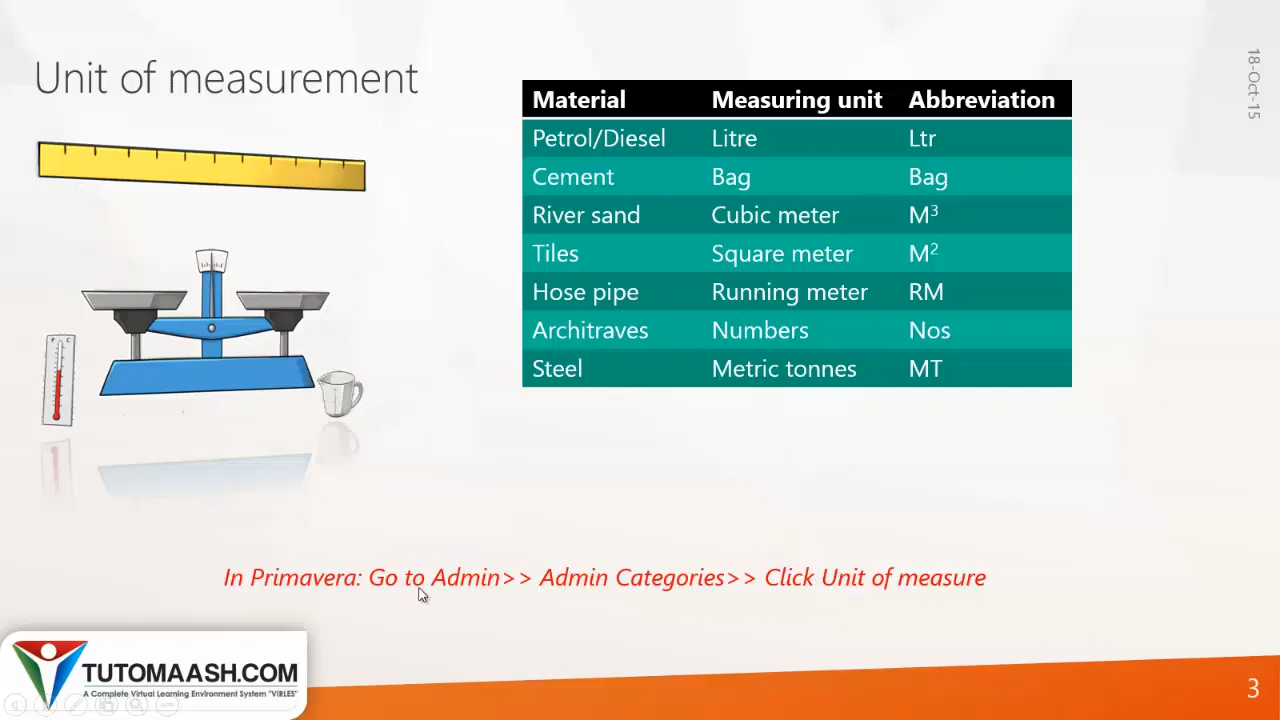 Unit of measurement
18-Oct-15
Material Measuring unit Abbreviation
Petrol/Diesel Litre Ltr
Cement Bag Bag
River sand Cubic meter M³
Tiles Square meter M²
Hose pipe Running meter RM
Architraves Numbers Nos
Steel Metric tonnes MT
F C
In Primavera: Go to Admin>> Admin Categories>> Click Unit of measure
TUTOMAASH.COM
A Complete Virtual Learning Environment System "VIRLES"
3